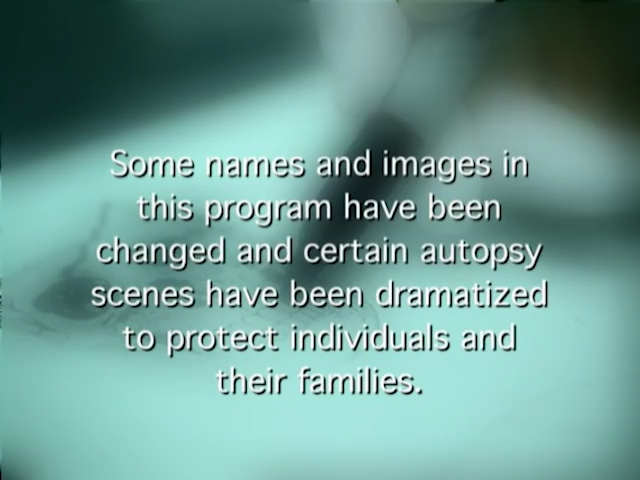 Some names and images in
this program have been
changed and certain autopsy
scenes have been dramatized
to protect individuals and
their families.